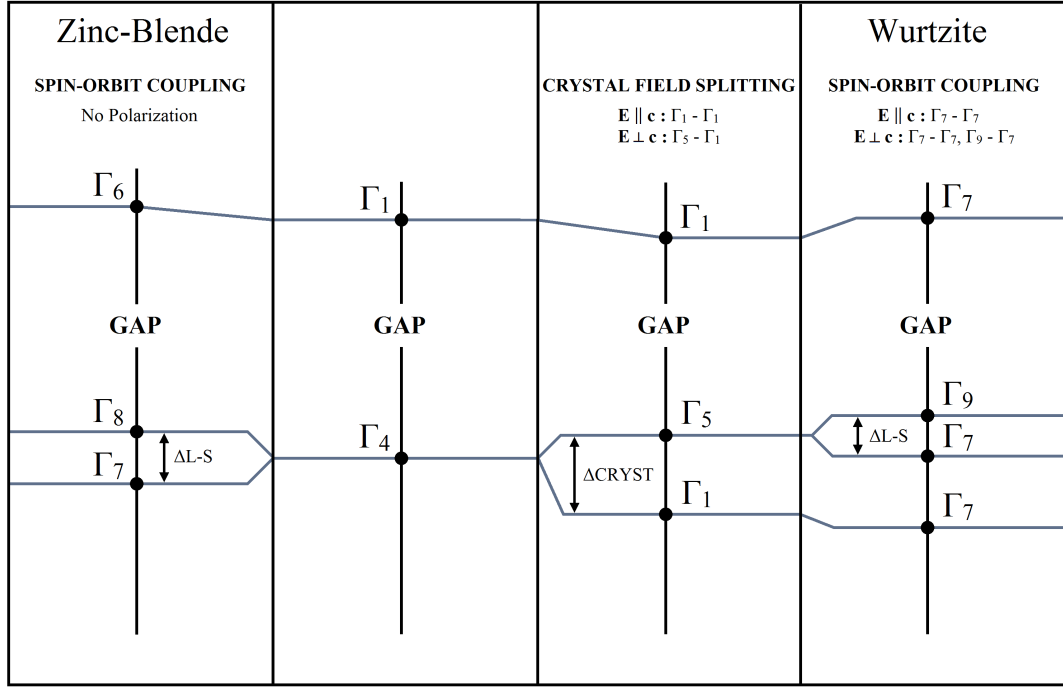 Zinc-Blende
SPIN-ORBIT COUPLING
No Polarization
Γ6
GAP
Γ8
ΔL-S
Γ7
Γ1
GAP
Γ4
CRYSTAL FIELD SPLITTING
E || c : Γ1 - Γ1
E ⊥ c : Γ5 - Γ1
Γ1
GAP
Γ5
ΔCRYST
Γ1
Wurtzite
SPIN-ORBIT COUPLING
E || c : Γ7 - Γ7
E ⊥ c : Γ7 - Γ7, Γ9 - Γ7
Γ7
GAP
Γ9
ΔL-S
Γ7
Γ7